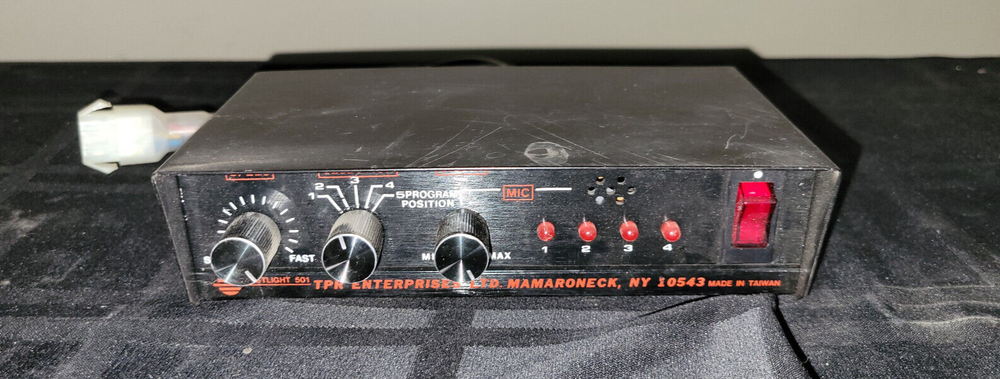 1 2 3 4 5
PROGRAM
POSITION
FAST
MAX
MIC
1 2 3 4
501 TPR ENTERPRISES LTD. MAMARONECK, NY 10543 MADE IN TAIWAN